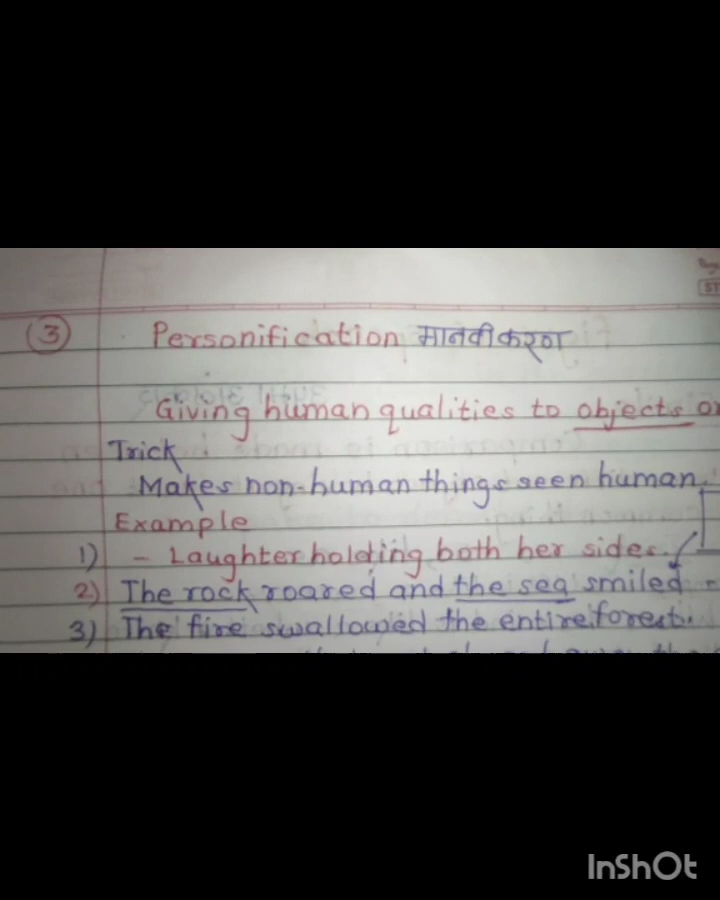 (3) Personification मानवीकरण
Giving human qualities to objects or
Trick
Makes non-human things seen human.
Example
1) - Laughter holding both her sides.
2) The rock roared and the sea smiled -
3) The fire swallowed the entire forest.
InShOt